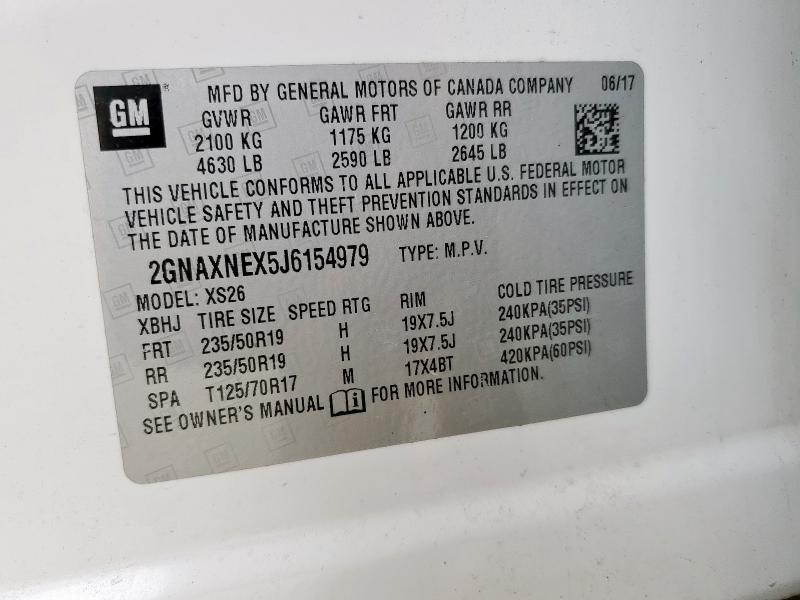 GM
MFD BY GENERAL MOTORS OF CANADA COMPANY 06/17
GVWR GAWR FRT GAWR RR
2100 KG 1175 KG 1200 KG
4630 LB 2590 LB 2645 LB
THIS VEHICLE CONFORMS TO ALL APPLICABLE U.S. FEDERAL MOTOR
VEHICLE SAFETY AND THEFT PREVENTION STANDARDS IN EFFECT ON
THE DATE OF MANUFACTURE SHOWN ABOVE.
2GNAXNEX5J6154979 TYPE: M.P.V.
MODEL: XS26
XBHJ TIRE SIZE SPEED RTG RIM COLD TIRE PRESSURE
FRT 235/50R19 H 19X7.5J 240KPA(35PSI)
RR 235/50R19 H 19X7.5J 240KPA(35PSI)
SPA T125/70R17 M 17X4BT 420KPA(60PSI)
SEE OWNER'S MANUAL FOR MORE INFORMATION.